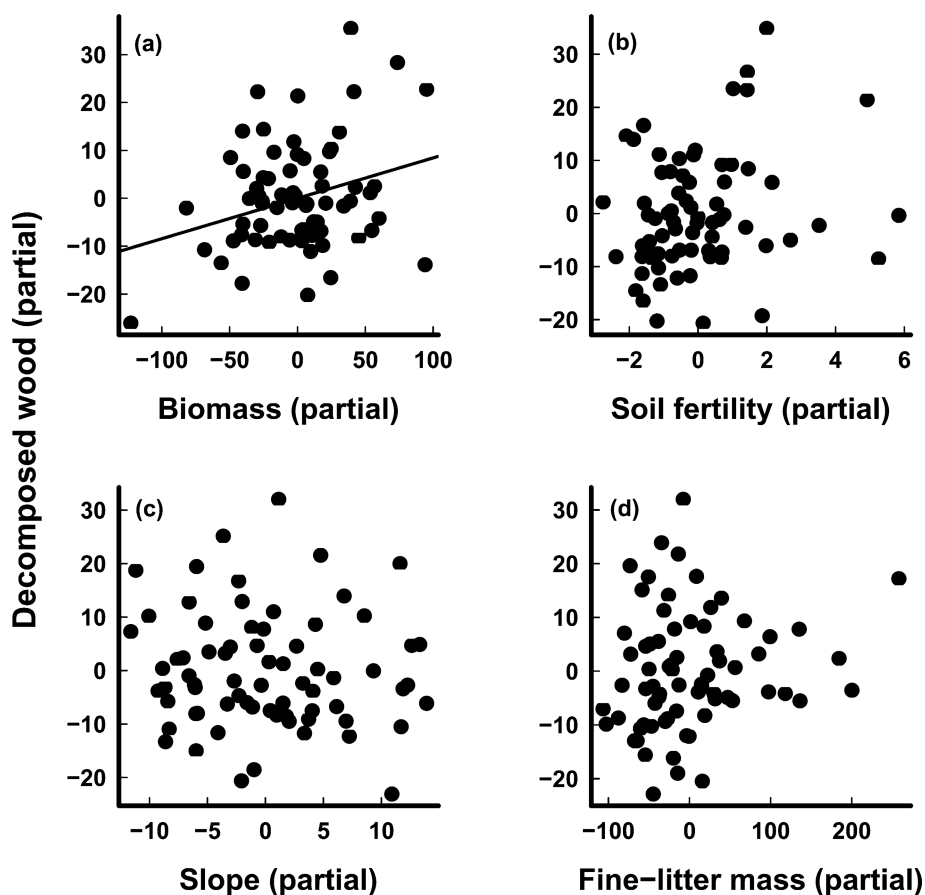 Decomposed wood (partial)
(a)
30
20
10
0
−10
−20
−100 −50 0 50 100
Biomass (partial)
(b)
30
20
10
0
−10
−20
−2 0 2 4 6
Soil fertility (partial)
(c)
30
20
10
0
−10
−20
−10 −5 0 5 10
Slope (partial)
(d)
30
20
10
0
−10
−20
−100 0 100 200
Fine−litter mass (partial)